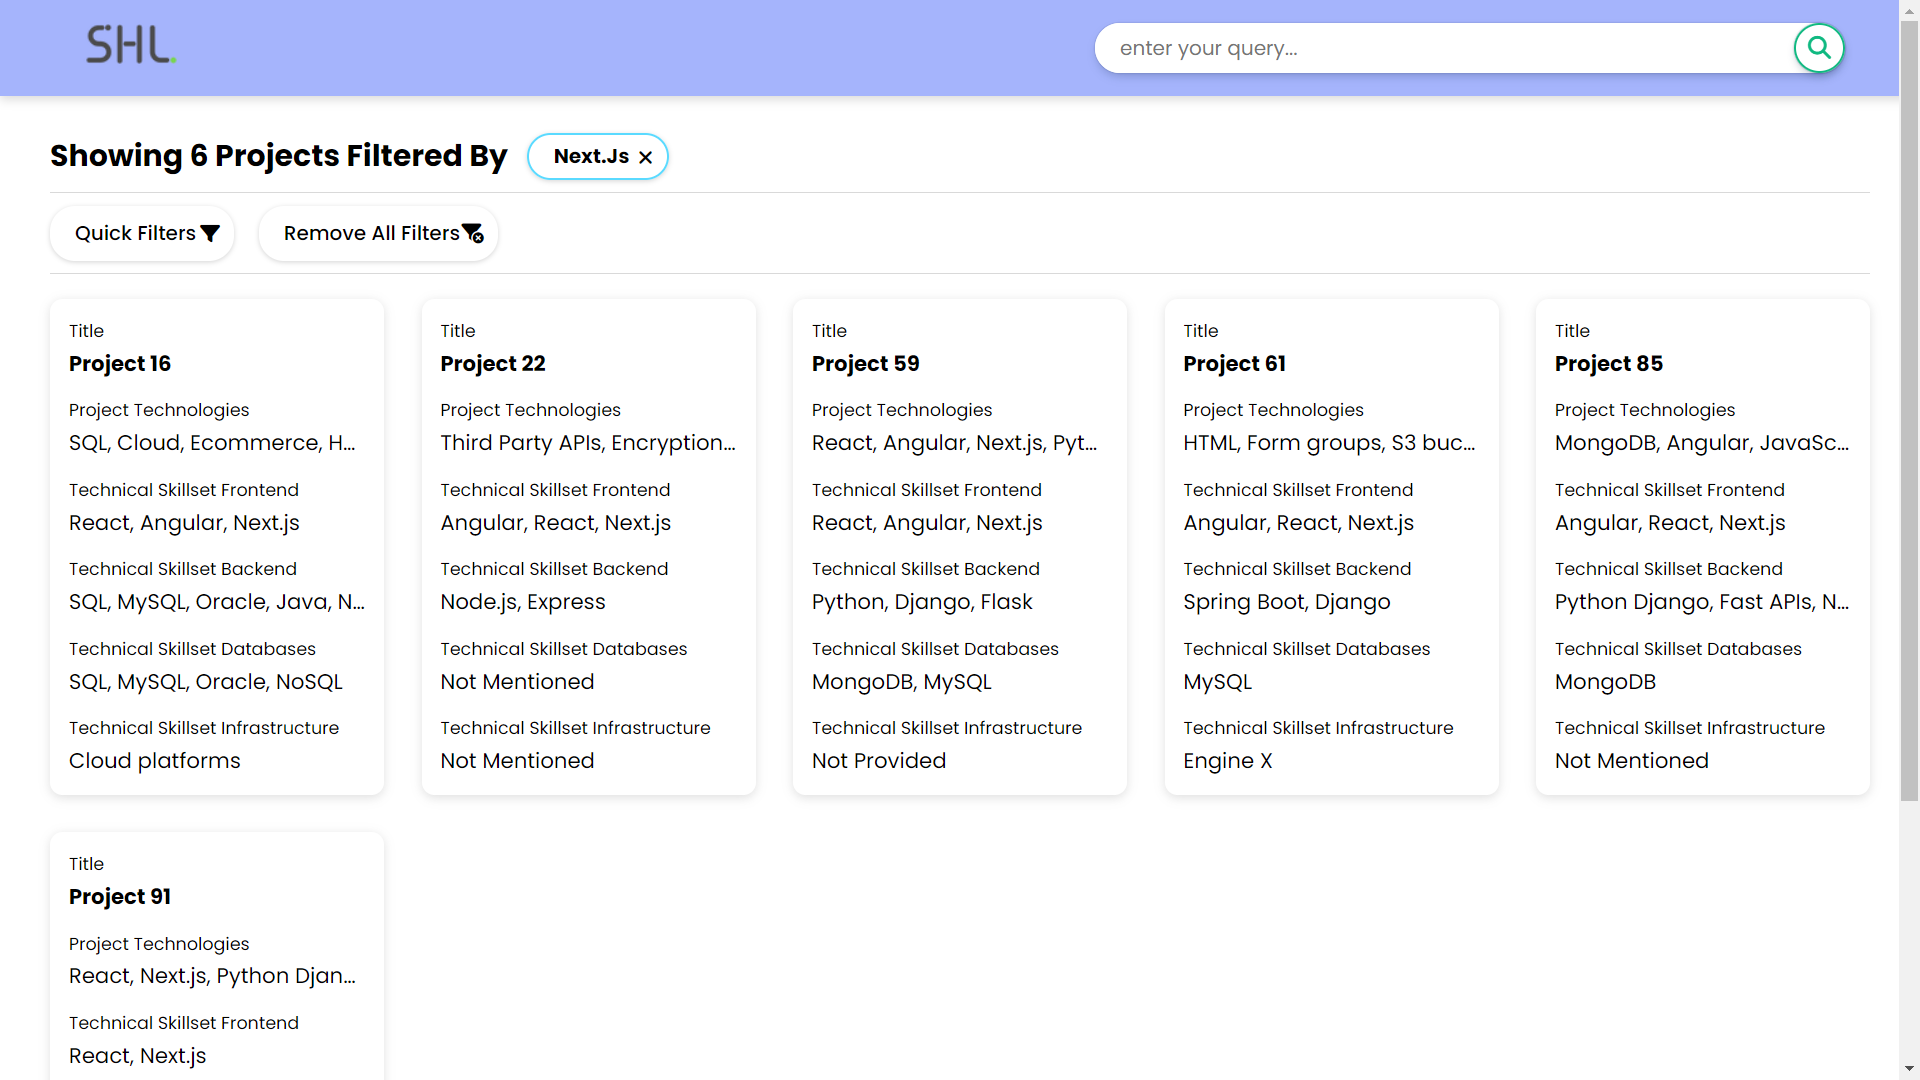 SHL.
enter your query...
Showing 6 Projects Filtered By
Next.Js
Quick Filters
Remove All Filters
Title
Project 16
Project Technologies
SQL, Cloud, Ecommerce, H...
Technical Skillset Frontend
React, Angular, Next.js
Technical Skillset Backend
SQL, MySQL, Oracle, Java, N...
Technical Skillset Databases
SQL, MySQL, Oracle, NoSQL
Technical Skillset Infrastructure
Cloud platforms
Title
Project 22
Project Technologies
Third Party APIs, Encryption...
Technical Skillset Frontend
Angular, React, Next.js
Technical Skillset Backend
Node.js, Express
Technical Skillset Databases
Not Mentioned
Technical Skillset Infrastructure
Not Mentioned
Title
Project 59
Project Technologies
React, Angular, Next.js, Pyt...
Technical Skillset Frontend
React, Angular, Next.js
Technical Skillset Backend
Python, Django, Flask
Technical Skillset Databases
MongoDB, MySQL
Technical Skillset Infrastructure
Not Provided
Title
Project 61
Project Technologies
HTML, Form groups, S3 buc...
Technical Skillset Frontend
Angular, React, Next.js
Technical Skillset Backend
Spring Boot, Django
Technical Skillset Databases
MySQL
Technical Skillset Infrastructure
Engine X
Title
Project 85
Project Technologies
MongoDB, Angular, JavaSc...
Technical Skillset Frontend
Angular, React, Next.js
Technical Skillset Backend
Python Django, Fast APIs, N...
Technical Skillset Databases
MongoDB
Technical Skillset Infrastructure
Not Mentioned
Title
Project 91
Project Technologies
React, Next.js, Python Djan...
Technical Skillset Frontend
React, Next.js